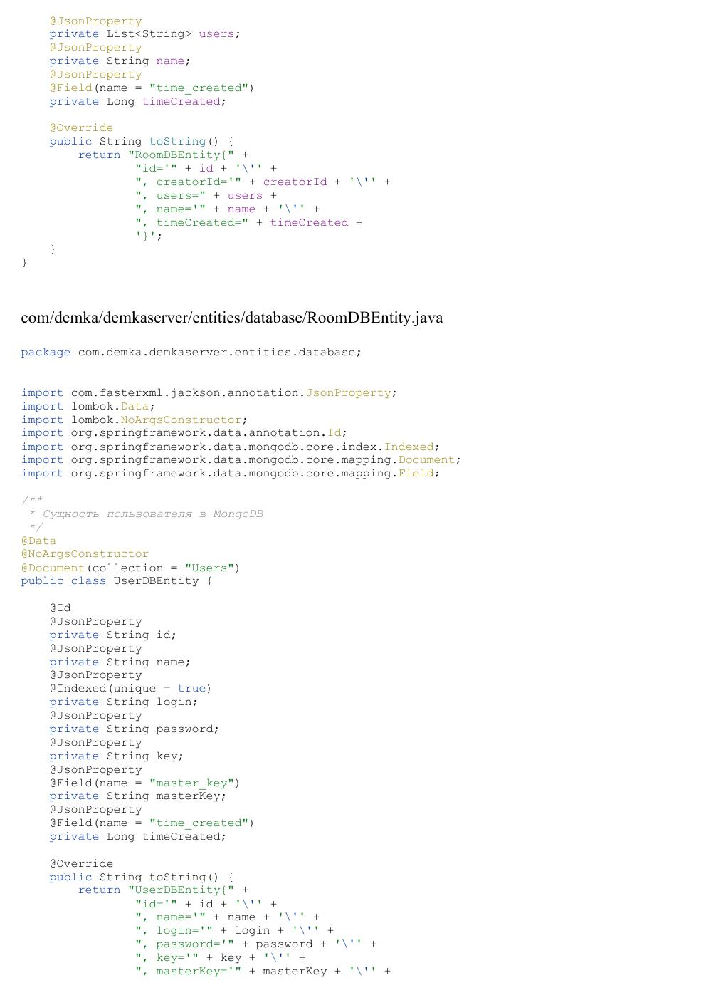 @JsonProperty
    private List<String> users;
    @JsonProperty
    private String name;
    @JsonProperty
    @Field(name = "time_created")
    private Long timeCreated;

    @Override
    public String toString() {
        return "RoomDBEntity{" +
                "id='" + id + '\'' +
                ", creatorId='" + creatorId + '\'' +
                ", users=" + users +
                ", name='" + name + '\'' +
                ", timeCreated=" + timeCreated +
                '}';
    }
}

com/demka/demkaserver/entities/database/RoomDBEntity.java

package com.demka.demkaserver.entities.database;


import com.fasterxml.jackson.annotation.JsonProperty;
import lombok.Data;
import lombok.NoArgsConstructor;
import org.springframework.data.annotation.Id;
import org.springframework.data.mongodb.core.index.Indexed;
import org.springframework.data.mongodb.core.mapping.Document;
import org.springframework.data.mongodb.core.mapping.Field;

/**
 * Сущность пользователя в MongoDB
 */
@Data
@NoArgsConstructor
@Document(collection = "Users")
public class UserDBEntity {

    @Id
    @JsonProperty
    private String id;
    @JsonProperty
    private String name;
    @JsonProperty
    @Indexed(unique = true)
    private String login;
    @JsonProperty
    private String password;
    @JsonProperty
    private String key;
    @JsonProperty
    @Field(name = "master_key")
    private String masterKey;
    @JsonProperty
    @Field(name = "time_created")
    private Long timeCreated;

    @Override
    public String toString() {
        return "UserDBEntity{" +
                "id='" + id + '\'' +
                ", name='" + name + '\'' +
                ", login='" + login + '\'' +
                ", password='" + password + '\'' +
                ", key='" + key + '\'' +
                ", masterKey='" + masterKey + '\'' +